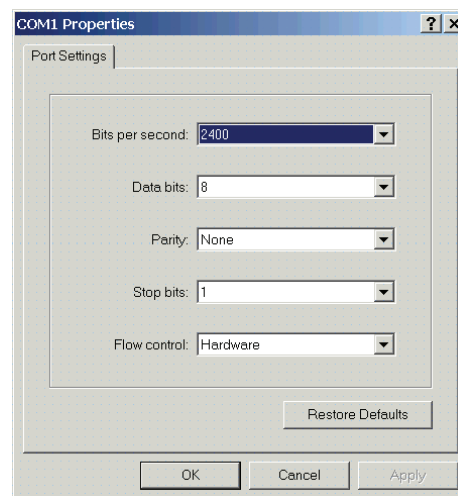 COM1 Properties
Port Settings
Bits per second: 2400
Data bits: 8
Parity: None
Stop bits: 1
Flow control: Hardware
Restore Defaults
OK Cancel Apply